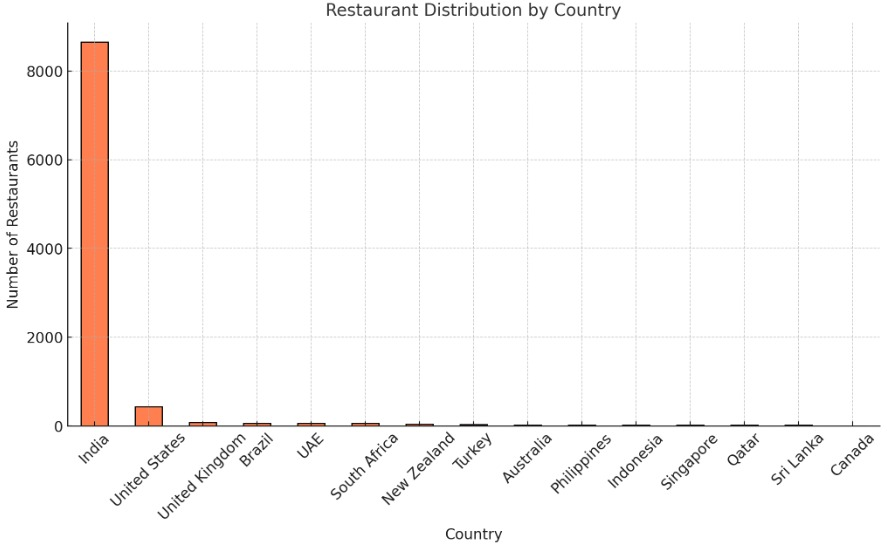 Restaurant Distribution by Country
Number of Restaurants
8000
6000
4000
2000
0
India
United States
United Kingdom
Brazil
UAE
South Africa
New Zealand
Turkey
Australia
Philippines
Indonesia
Singapore
Qatar
Sri Lanka
Canada
Country